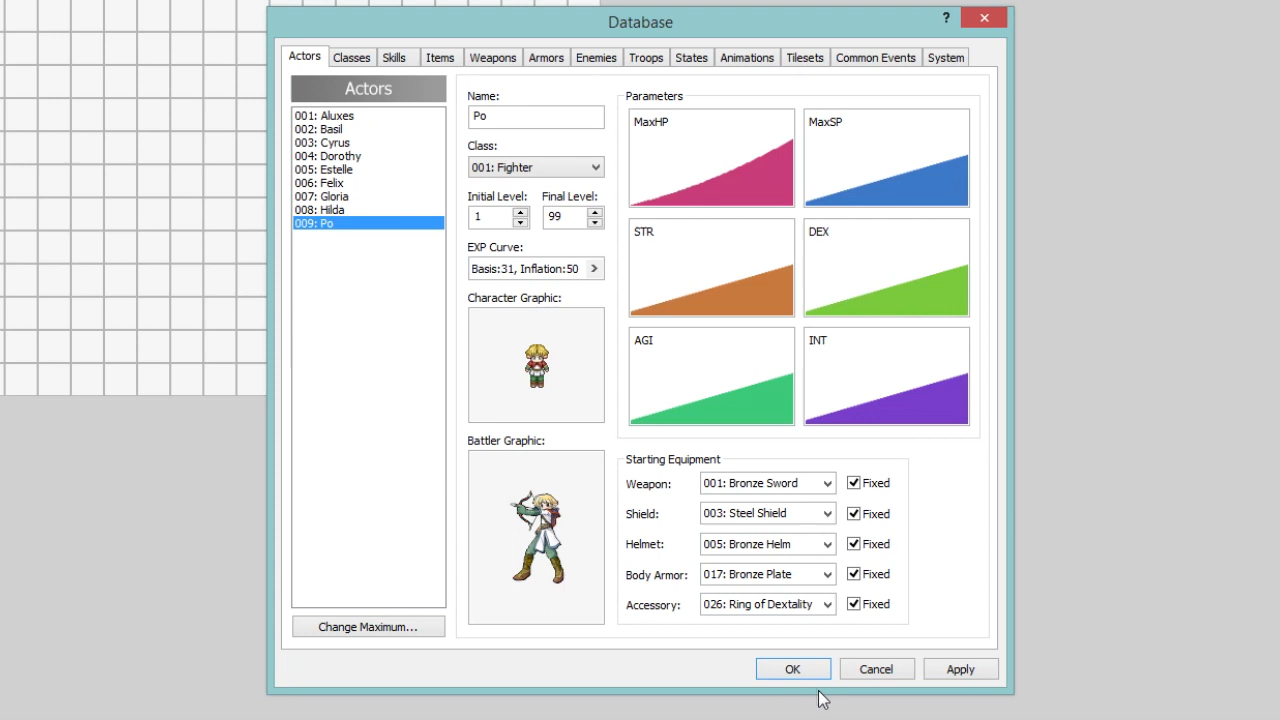 Database
?
Actors Classes Skills Items Weapons Armors Enemies Troops States Animations Tilesets Common Events System
Actors
001: Aluxes
002: Basil
003: Cyrus
004: Dorothy
005: Estelle
006: Felix
007: Gloria
008: Hilda
009: Po
Change Maximum...
Name:
Po
Class:
001: Fighter
Initial Level: Final Level:
1 99
EXP Curve:
Basis:31, Inflation:50
Character Graphic:
Battler Graphic:
Parameters
MaxHP MaxSP
STR DEX
AGI INT
Starting Equipment
Weapon: 001: Bronze Sword Fixed
Shield: 003: Steel Shield Fixed
Helmet: 005: Bronze Helm Fixed
Body Armor: 017: Bronze Plate Fixed
Accessory: 026: Ring of Dextality Fixed
OK Cancel Apply